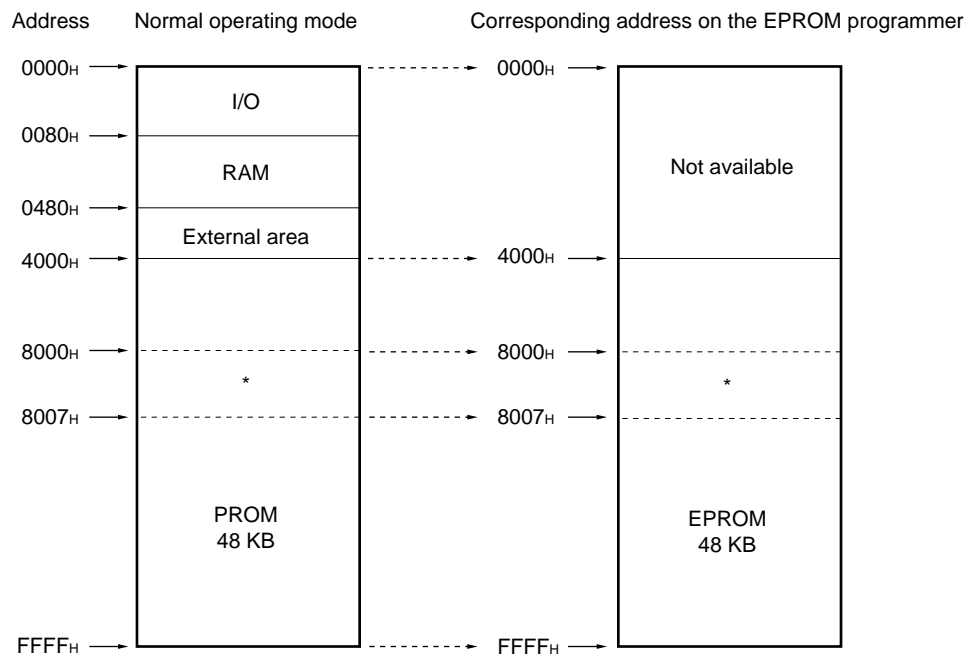 Address Normal operating mode Corresponding address on the EPROM programmer
0000H 0000H
I/O
0080H
RAM Not available
0480H
External area
4000H 4000H
8000H 8000H
* *
8007H 8007H
PROM EPROM
48 KB 48 KB
FFFFH FFFFH